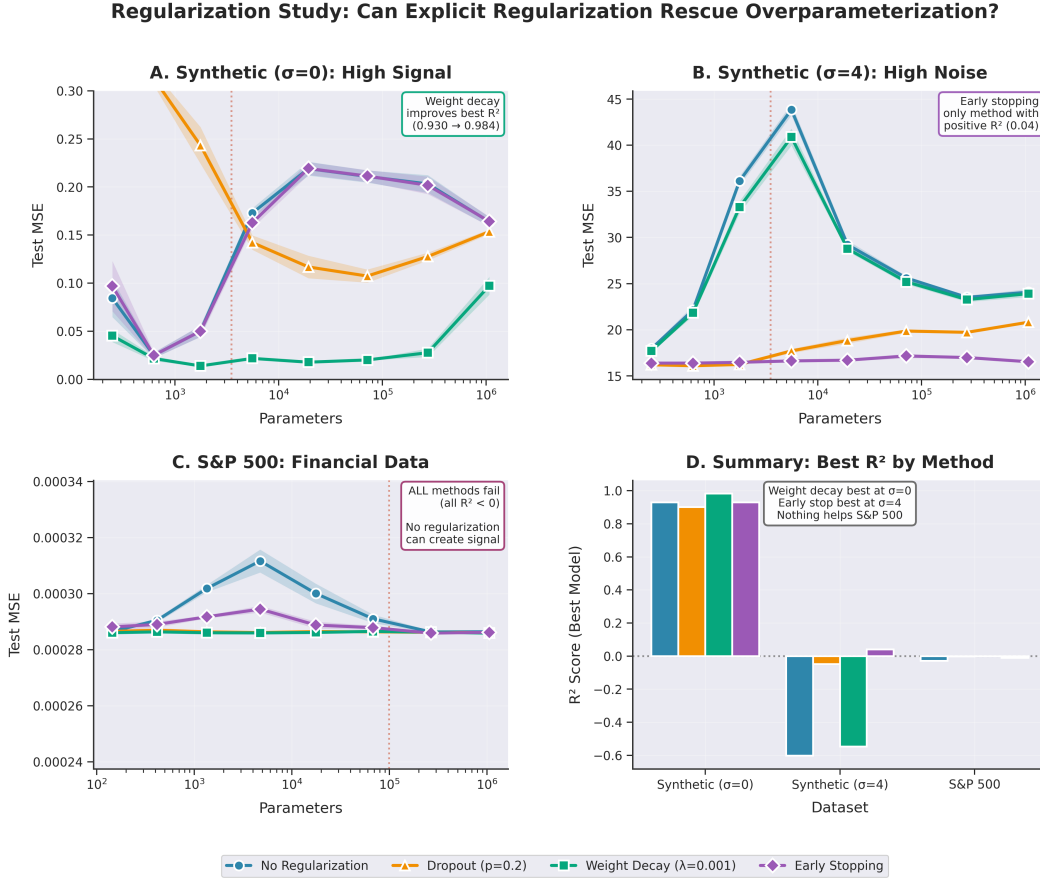 Regularization Study: Can Explicit Regularization Rescue Overparameterization?
A. Synthetic (σ=0): High Signal
0.30
0.25
0.20
0.15
0.10
0.05
0.00
Test MSE
Weight decay
improves best R²
(0.930 → 0.984)
10³
10⁴
10⁵
10⁶
Parameters
B. Synthetic (σ=4): High Noise
45
40
35
30
25
20
15
Test MSE
Early stopping
only method with
positive R² (0.04)
10³
10⁴
10⁵
10⁶
Parameters
C. S&P 500: Financial Data
0.00034
0.00032
0.00030
0.00028
0.00026
0.00024
Test MSE
ALL methods fail
(all R² < 0)
No regularization
can create signal
10²
10³
10⁴
10⁵
10⁶
Parameters
D. Summary: Best R² by Method
1.0
0.8
0.6
0.4
0.2
0.0
−0.2
−0.4
−0.6
R² Score (Best Model)
Weight decay best at σ=0
Early stop best at σ=4
Nothing helps S&P 500
Synthetic (σ=0)
Synthetic (σ=4)
S&P 500
Dataset
No Regularization
Dropout (p=0.2)
Weight Decay (λ=0.001)
Early Stopping